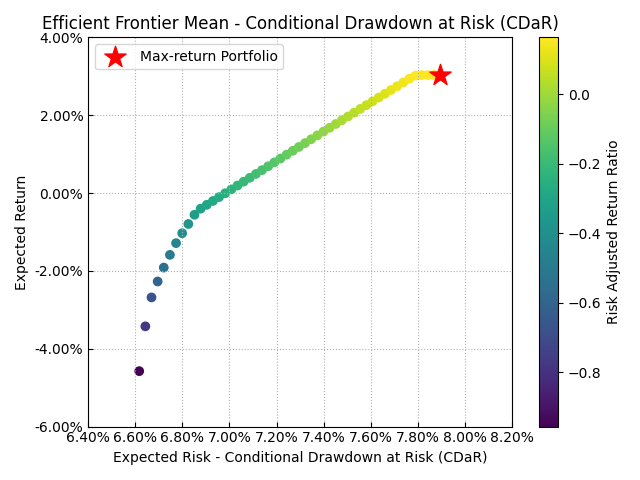 Efficient Frontier Mean - Conditional Drawdown at Risk (CDaR)
Max-return Portfolio
4.00%
2.00%
0.00%
-2.00%
-4.00%
-6.00%
Expected Return
6.40% 6.60% 6.80% 7.00% 7.20% 7.40% 7.60% 7.80% 8.00% 8.20%
Expected Risk - Conditional Drawdown at Risk (CDaR)
0.0
−0.2
−0.4
−0.6
−0.8
Risk Adjusted Return Ratio